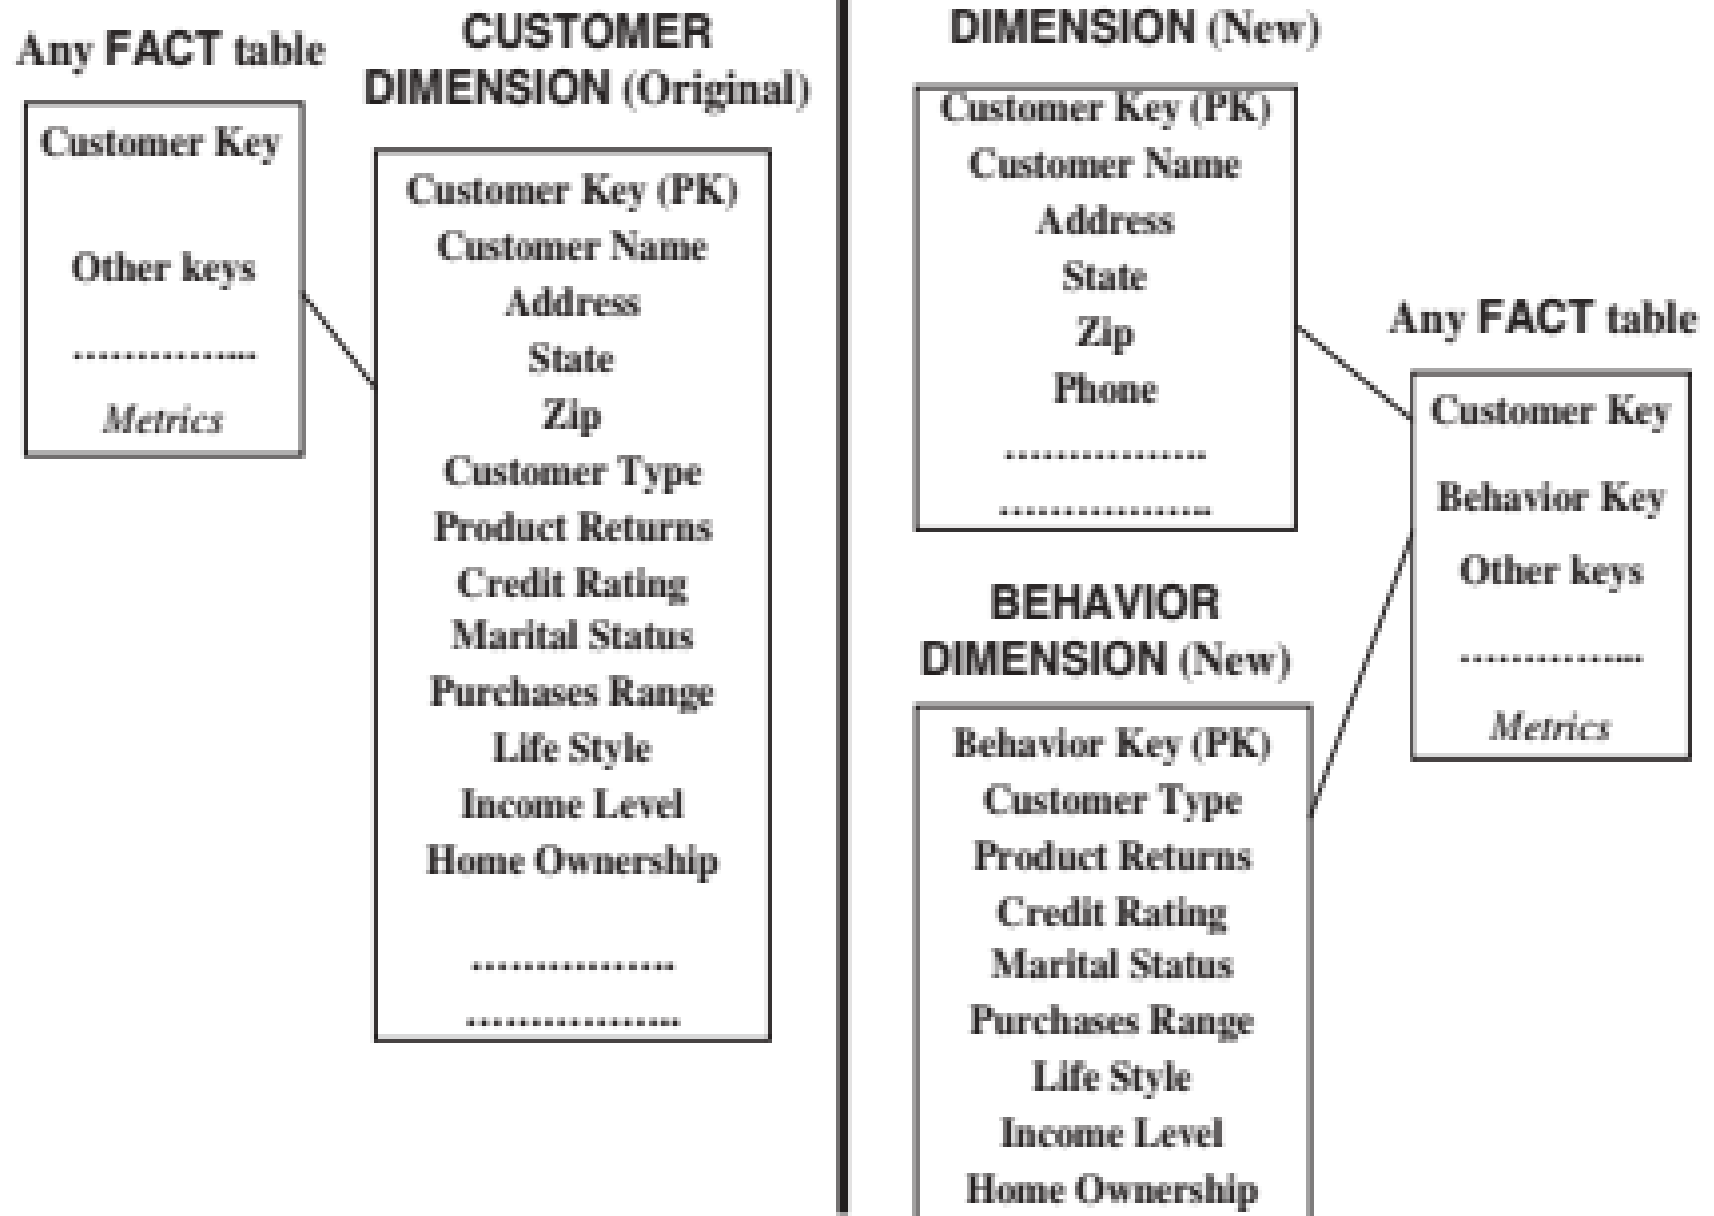 Any FACT table
Customer Key
Other keys
................
Metrics
CUSTOMER
DIMENSION (Original)
Customer Key (PK)
Customer Name
Address
State
Zip
Customer Type
Product Returns
Credit Rating
Marital Status
Purchases Range
Life Style
Income Level
Home Ownership
................
.................
DIMENSION (New)
Customer Key (PK)
Customer Name
Address
State
Zip
Phone
................
.................
BEHAVIOR
DIMENSION (New)
Behavior Key (PK)
Customer Type
Product Returns
Credit Rating
Marital Status
Purchases Range
Life Style
Income Level
Home Ownership
Any FACT table
Customer Key
Behavior Key
Other keys
................
Metrics